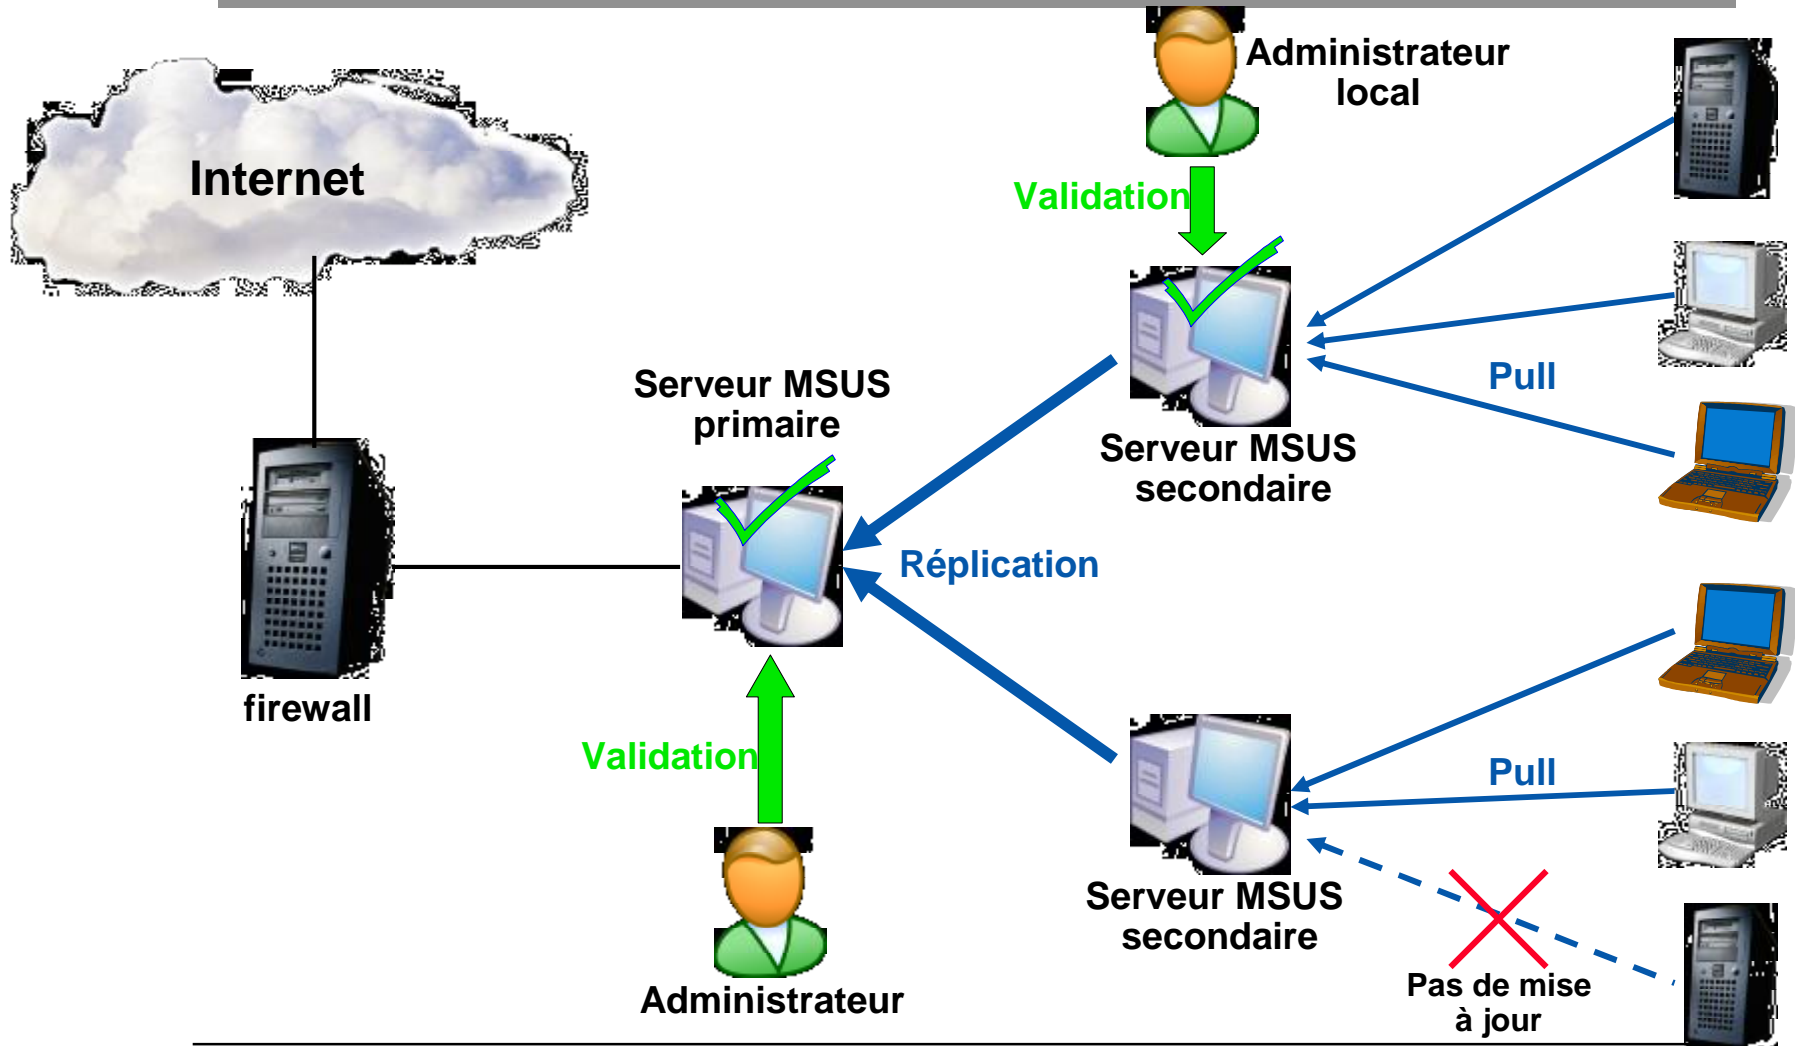 Administrateur
local
Internet
Validation
Serveur MSUS
primaire
Pull
Serveur MSUS
secondaire
Réplication
firewall
Validation
Pull
Serveur MSUS
secondaire
Pas de mise
à jour
Administrateur